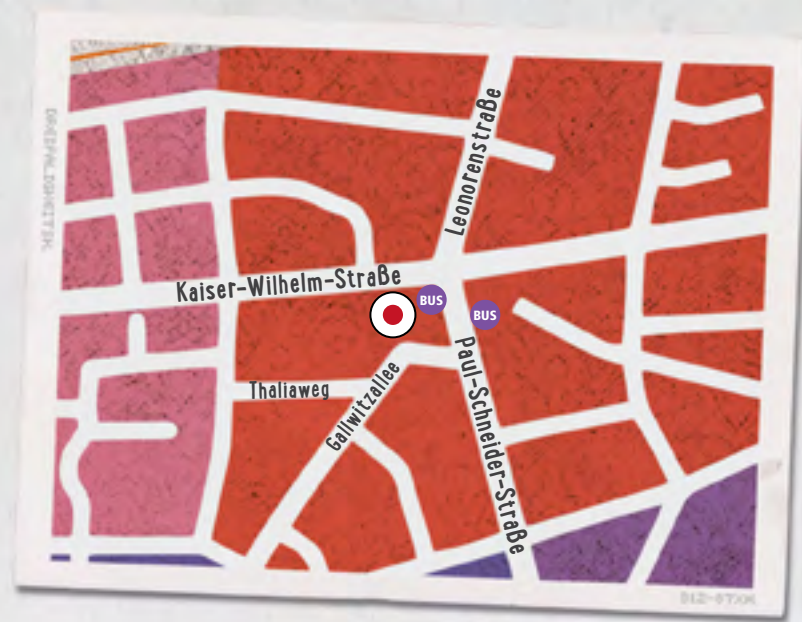 Leonorenstraße
Kaiser-Wilhelm-Straße
BUS
BUS
Thaliaweg
Gallwitzallee
Paul-Schneider-Straße